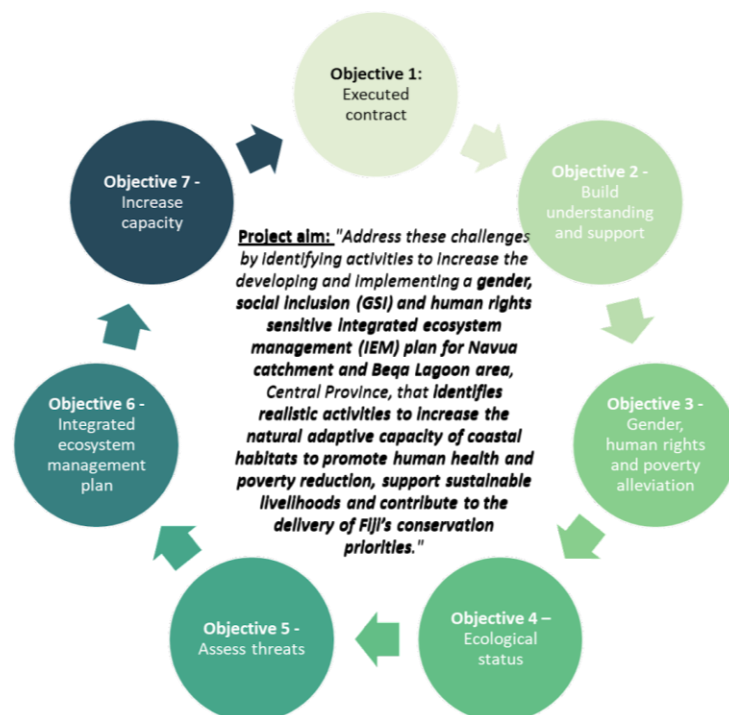 Objective 1:
Executed
contract
Objective 2 -
Build
understanding
and support
Objective 3 -
Gender,
human rights
and poverty
alleviation
Objective 4 –
Ecological
status
Objective 5 -
Assess threats
Objective 6 -
Integrated
ecosystem
management
plan
Objective 7 -
Increase
capacity
Project aim: "Address these challenges
by identifying activities to increase the
developing and implementing a gender,
social inclusion (GSI) and human rights
sensitive integrated ecosystem
management (IEM) plan for Navua
catchment and Beqa Lagoon area,
Central Province, that identifies
realistic activities to increase the
natural adaptive capacity of coastal
habitats to promote human health and
poverty reduction, support sustainable
livelihoods and contribute to the
delivery of Fiji's conservation
priorities."